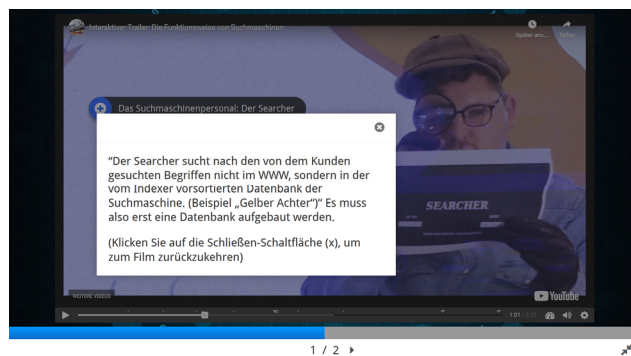 Interaktiver Trailer: Die Funktionsweise von Suchmaschinen
Später ans...
Teilen
Das Suchmaschinenpersonal: Der Searcher
“Der Searcher sucht nach den von dem Kunden
gesuchten Begriffen nicht im WWW, sondern in der
vom Indexer vorsortierten Datenbank der
Suchmaschine. (Beispiel „Gelber Achter“)“ Es muss
also erst eine Datenbank aufgebaut werden.
(Klicken Sie auf die Schließen-Schaltfläche (x), um
zum Film zurückzukehren)
SEARCHER
WEITERE VIDEOS
YouTube
1:01
1 / 2